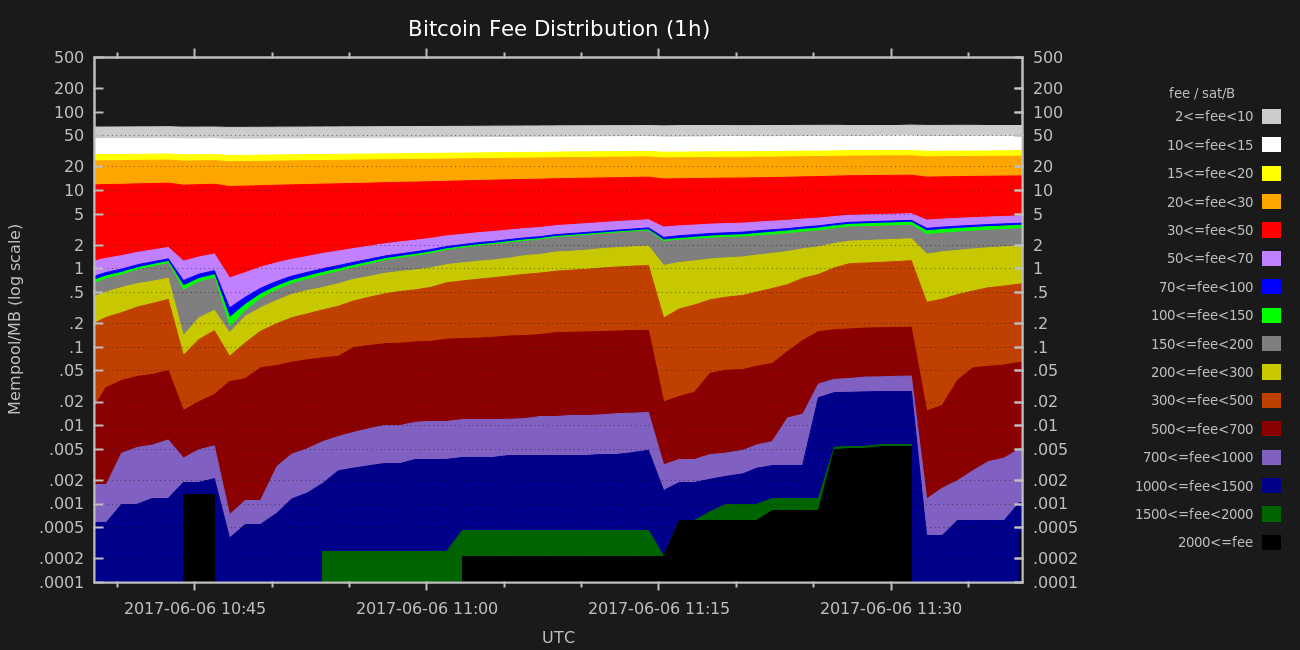 Bitcoin Fee Distribution (1h)
Mempool/MB (log scale)
500
200
100
50
20
10
5
2
1
.5
.2
.1
.05
.02
.01
.005
.002
.001
.0005
.0002
.0001
500
200
100
50
20
10
5
2
1
.5
.2
.1
.05
.02
.01
.005
.002
.001
.0005
.0002
.0001
2017-06-06 10:45
2017-06-06 11:00
2017-06-06 11:15
2017-06-06 11:30
UTC
fee / sat/B
2<=fee<10
10<=fee<15
15<=fee<20
20<=fee<30
30<=fee<50
50<=fee<70
70<=fee<100
100<=fee<150
150<=fee<200
200<=fee<300
300<=fee<500
500<=fee<700
700<=fee<1000
1000<=fee<1500
1500<=fee<2000
2000<=fee